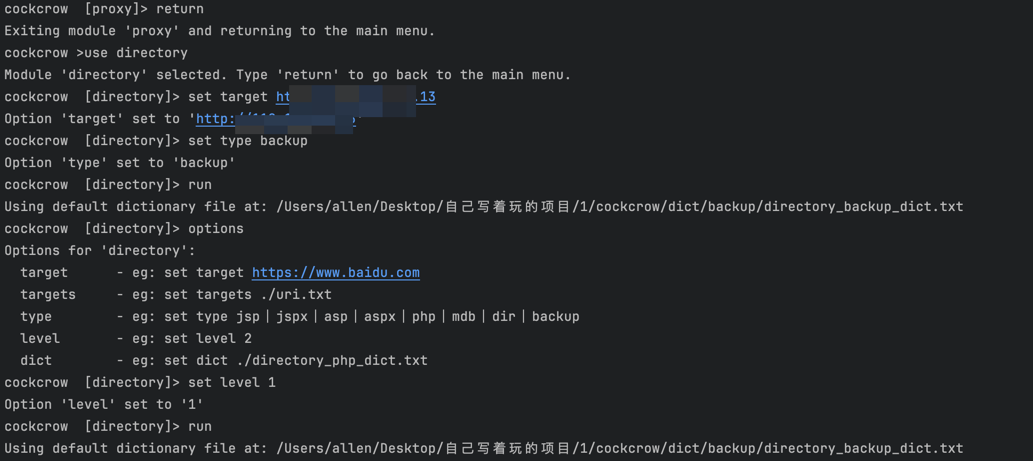 cockcrow  [proxy]> return
Exiting module 'proxy' and returning to the main menu.
cockcrow >use directory
Module 'directory' selected. Type 'return' to go back to the main menu.
cockcrow  [directory]> set target .13
Option 'target' set to 'http:/
cockcrow  [directory]> set type backup
Option 'type' set to 'backup'
cockcrow  [directory]> run
Using default dictionary file at: /Users/allen/Desktop/自己写着玩的项目/1/cockcrow/dict/backup/directory_backup_dict.txt
cockcrow  [directory]> options
Options for 'directory':
  target      - eg: set target https://www.baidu.com
  targets     - eg: set targets ./uri.txt
  type        - eg: set type jsp|jspx|asp|aspx|php|mdb|dir|backup
  level       - eg: set level 2
  dict        - eg: set dict ./directory_php_dict.txt
cockcrow  [directory]> set level 1
Option 'level' set to '1'
cockcrow  [directory]> run
Using default dictionary file at: /Users/allen/Desktop/自己写着玩的项目/1/cockcrow/dict/backup/directory_backup_dict.txt